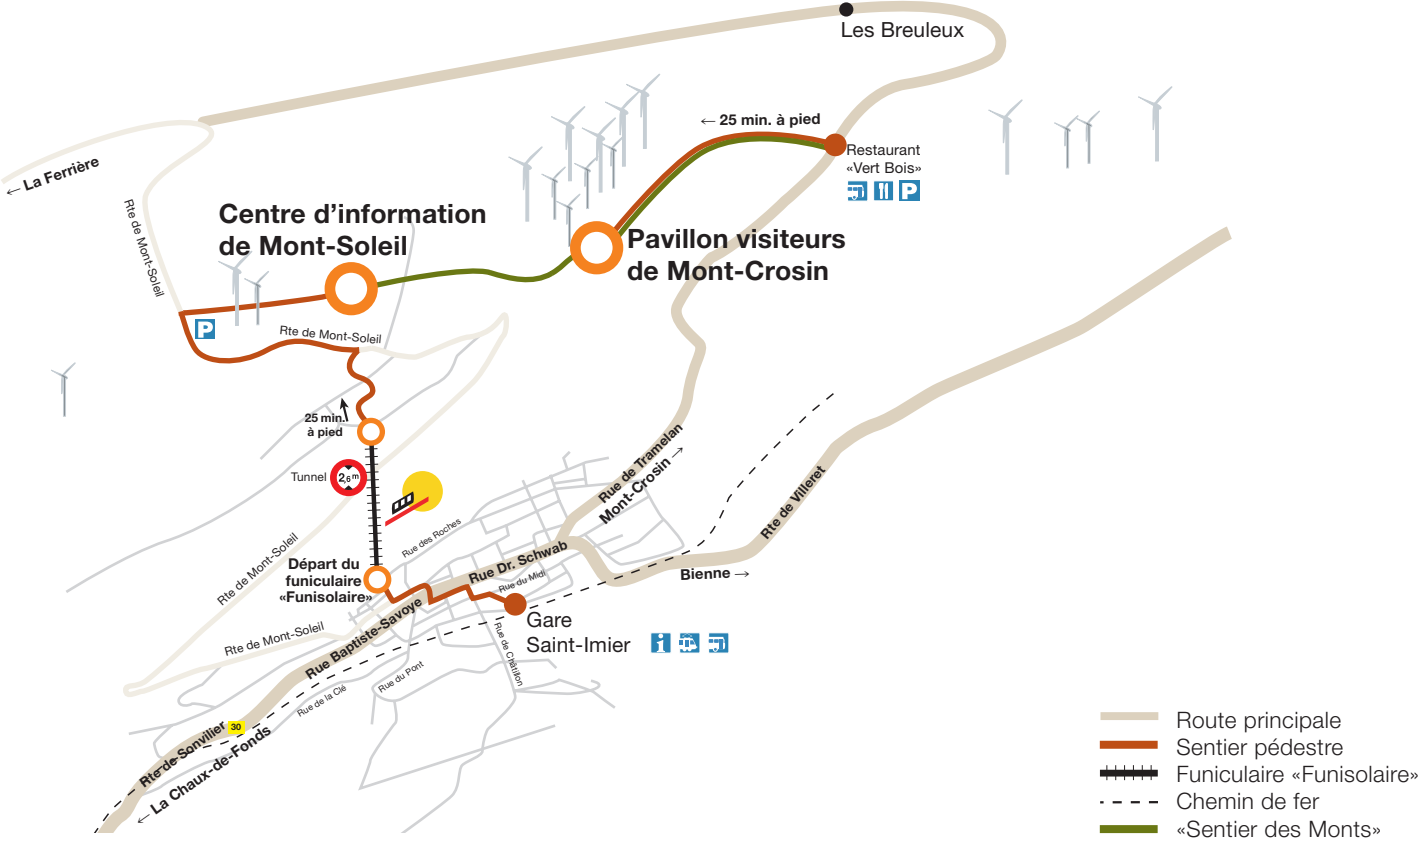 Les Breuleux
← 25 min. à pied
Restaurant
«Vert Bois»
P
← La Ferrière
Rte de Mont-Soleil
Centre d'information
de Mont-Soleil
Pavillon visiteurs
de Mont-Crosin
P
Rte de Mont-Soleil
25 min.
à pied
Tunnel
2,6m
Rue de Tramelan
Mont-Crosin →
Rte de Villeret
Rue des Roches
Rte de Mont-Soleil
Départ du
funiculaire
«Funisolaire»
Rue Dr. Schwab
Rue du Midi
Bienne →
Gare
Saint-Imier
i
Rte de Mont-Soleil
Rue Baptiste-Savoye
Rue de Châtillon
Rue du Pont
Rue de la Clé
30
Rte de Sonvilier
← La Chaux-de-Fonds
Route principale
Sentier pédestre
Funiculaire «Funisolaire»
Chemin de fer
«Sentier des Monts»